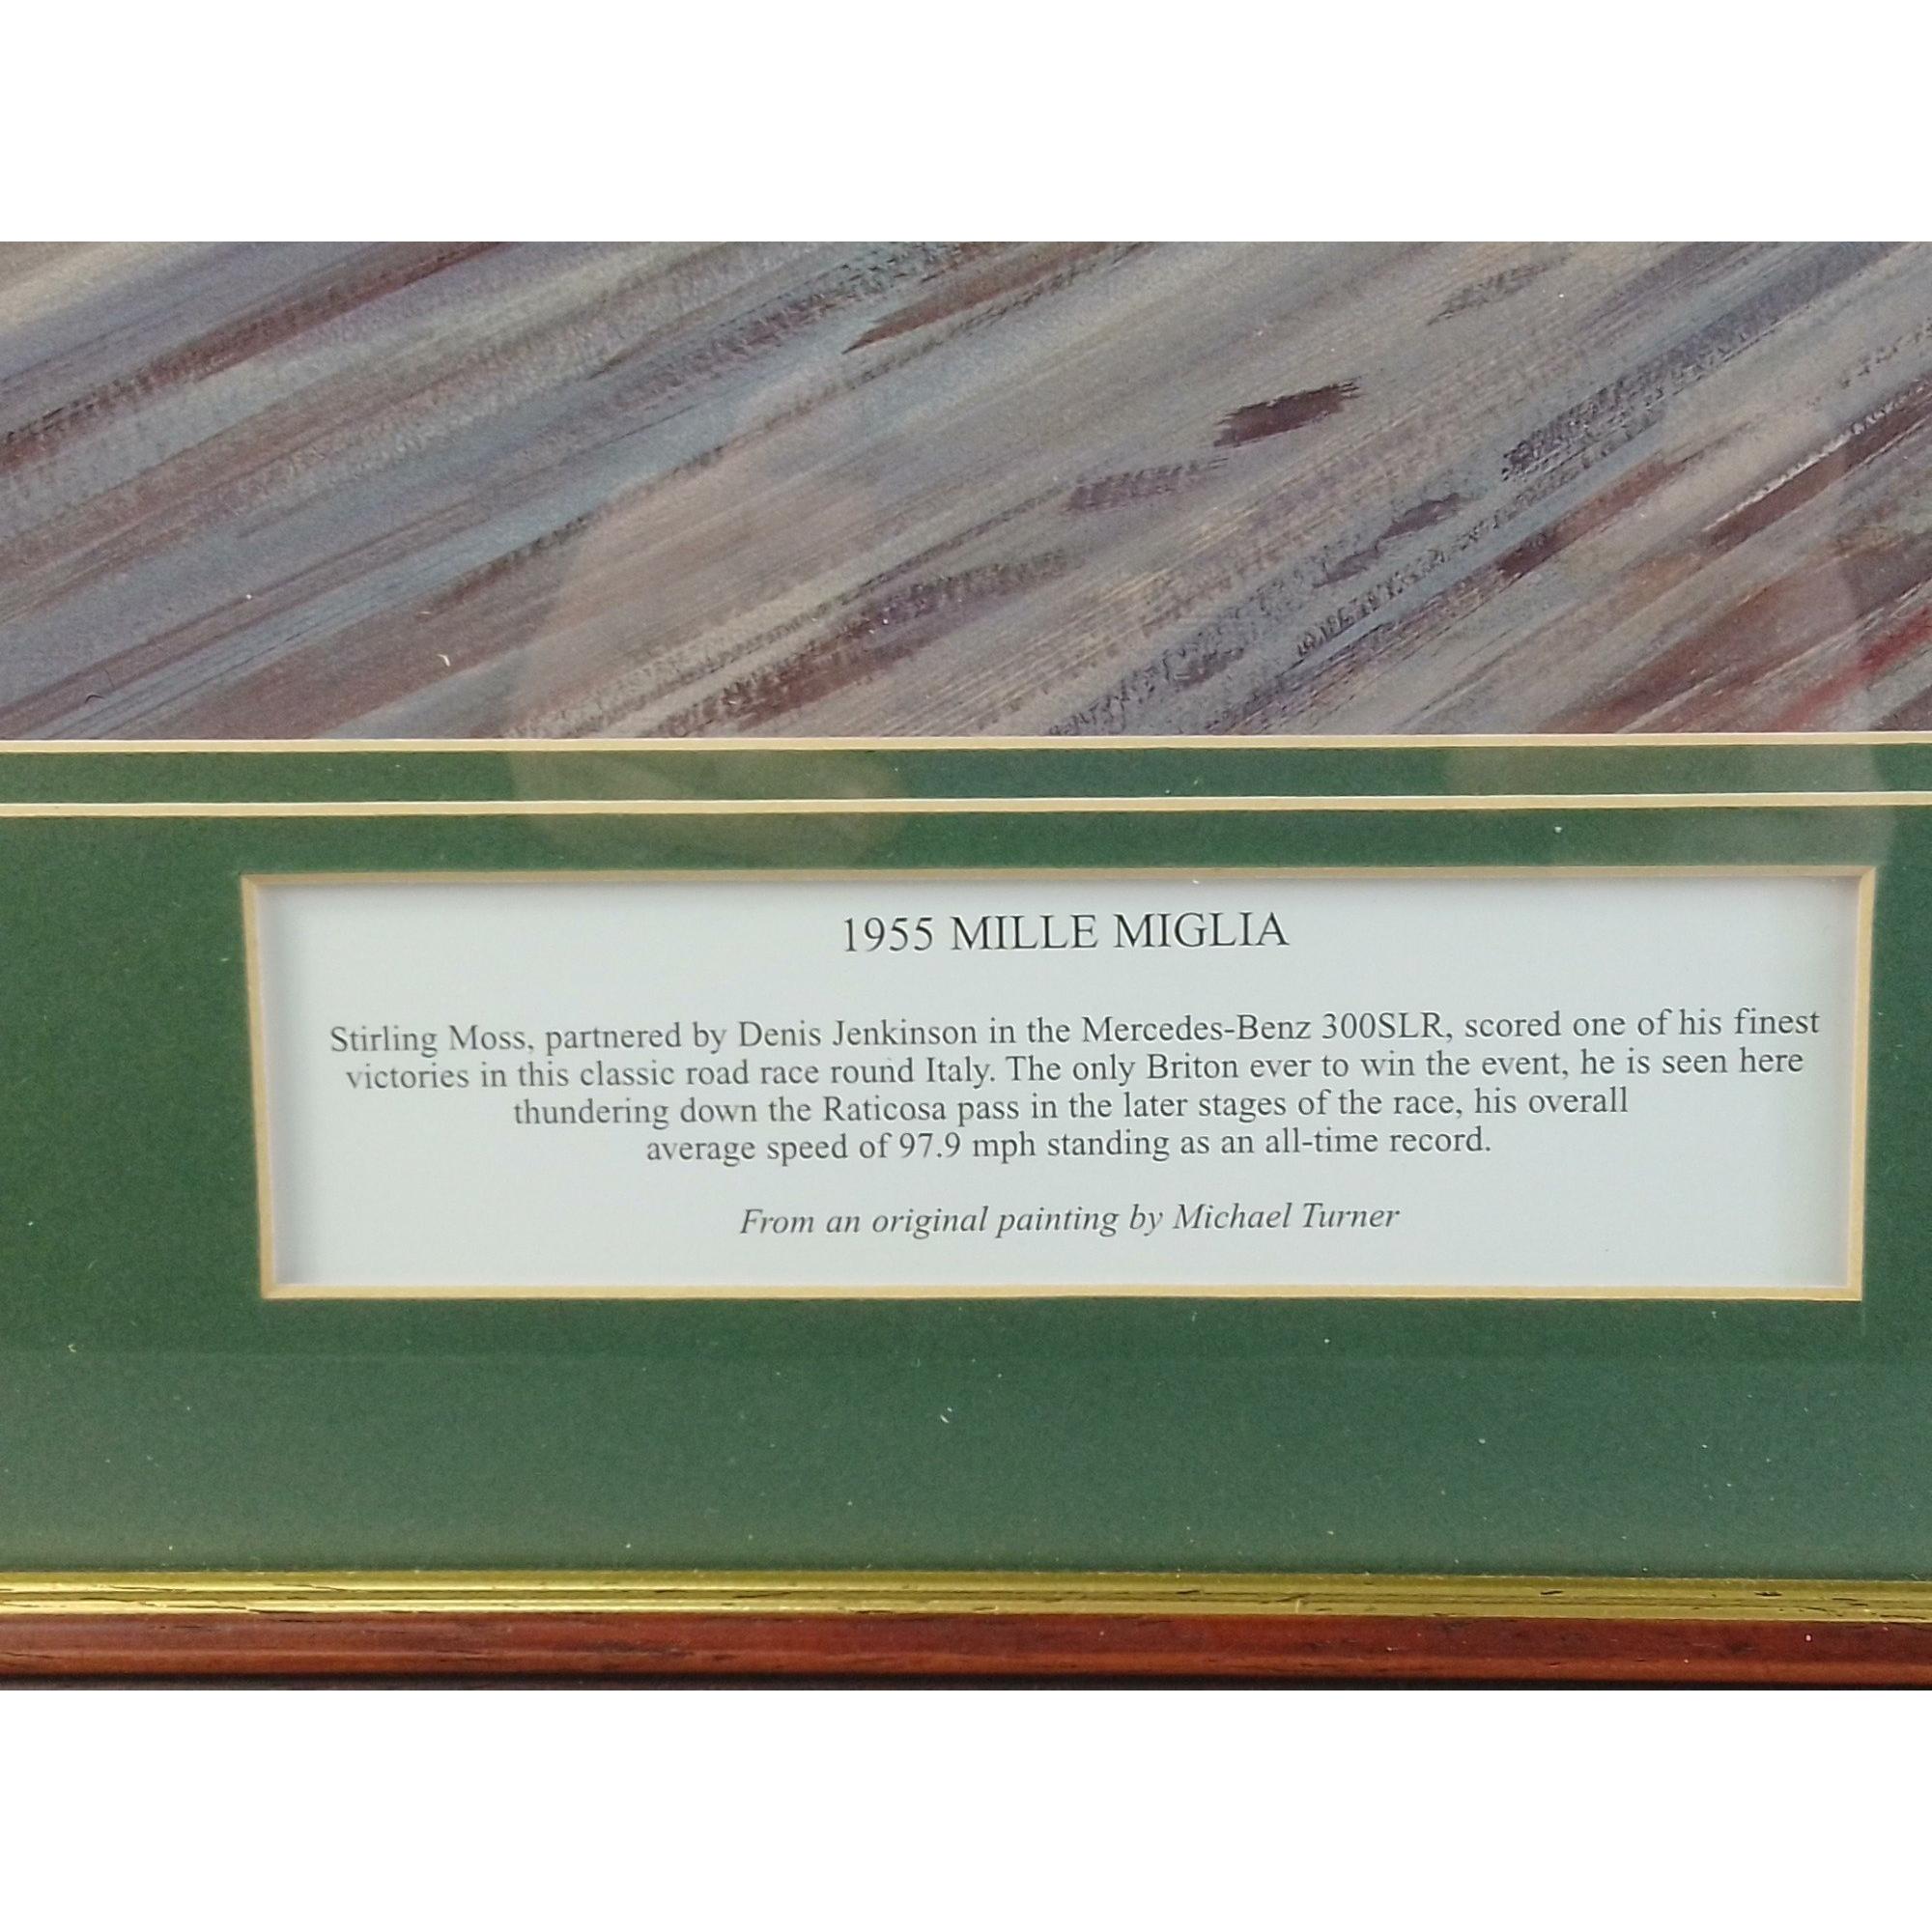 1955 MILLE MIGLIA
Stirling Moss, partnered by Denis Jenkinson in the Mercedes-Benz 300SLR, scored one of his finest
victories in this classic road race round Italy. The only Briton ever to win the event, he is seen here
thundering down the Raticosa pass in the later stages of the race, his overall
average speed of 97.9 mph standing as an all-time record.
From an original painting by Michael Turner